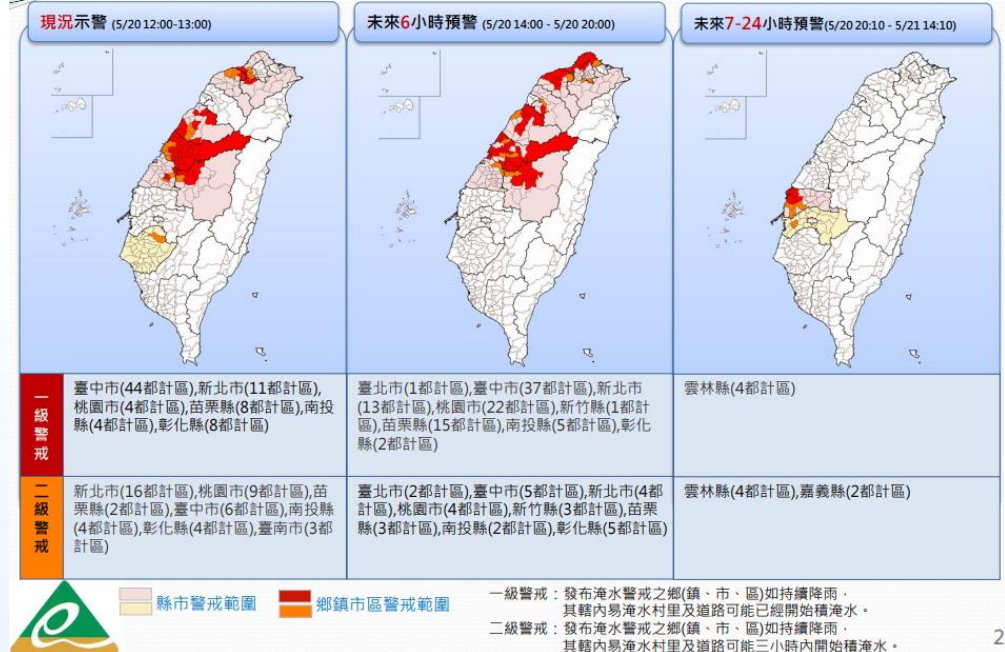 現況示警 (5/20 12:00-13:00)
未來6小時預警 (5/20 14:00 - 5/20 20:00)
未來7-24小時預警(5/20 20:10 - 5/21 14:10)
一級警戒
臺中市(44都計區),新北市(11都計區),
桃園市(4都計區),苗栗縣(8都計區),南投
縣(4都計區),彰化縣(8都計區)
臺北市(1都計區),臺中市(37都計區),新北市
(13都計區),桃園市(22都計區),新竹縣(1都計
區),苗栗縣(15都計區),南投縣(5都計區),彰化
縣(2都計區)
雲林縣(4都計區)
二級警戒
新北市(16都計區),桃園市(9都計區),苗
栗縣(2都計區),臺中市(6都計區),南投縣
(4都計區),彰化縣(4都計區),臺南市(3都
計區)
臺北市(2都計區),臺中市(5都計區),新北市(4都
計區),桃園市(4都計區),新竹縣(3都計區),苗栗
縣(3都計區),南投縣(2都計區),彰化縣(5都計區)
雲林縣(4都計區),嘉義縣(2都計區)
縣市警戒範圍
鄉鎮市區警戒範圍
一級警戒：發布淹水警戒之鄉(鎮、市、區)如持續降雨，
其轄內易淹水村里及道路可能已經開始積淹水。
二級警戒：發布淹水警戒之鄉(鎮、市、區)如持續降雨，
其轄內易淹水村里及道路可能三小時內開始積淹水。
2